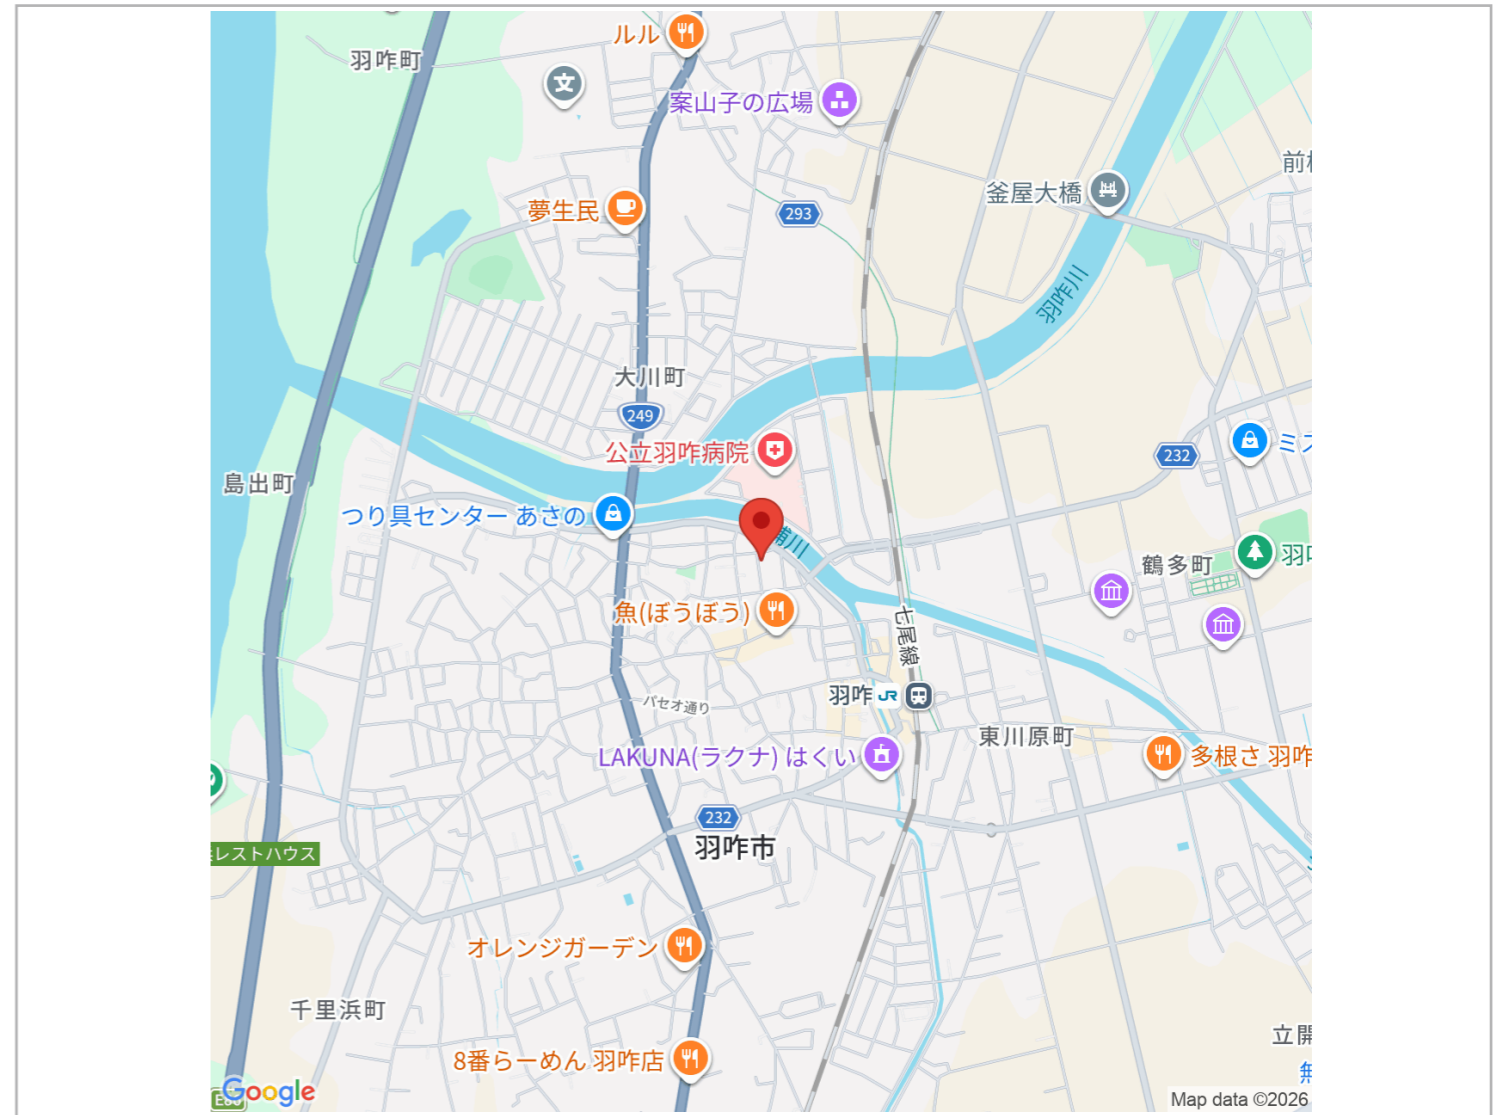 ルル
羽咋町
案山子の広場
釜屋大橋
夢生民
293
羽咋川
大川町
249
公立羽咋病院
232
島出町
つり具センター あさの
鶴多町
魚(ぼうぼう)
七尾線
羽咋
JR
パセオ通り
東川原町
LAKUNA(ラクナ) はくい
多根さ 羽咋
232
羽咋市
レストハウス
オレンジガーデン
千里浜町
8番らーめん 羽咋店
Google
Map data ©2026